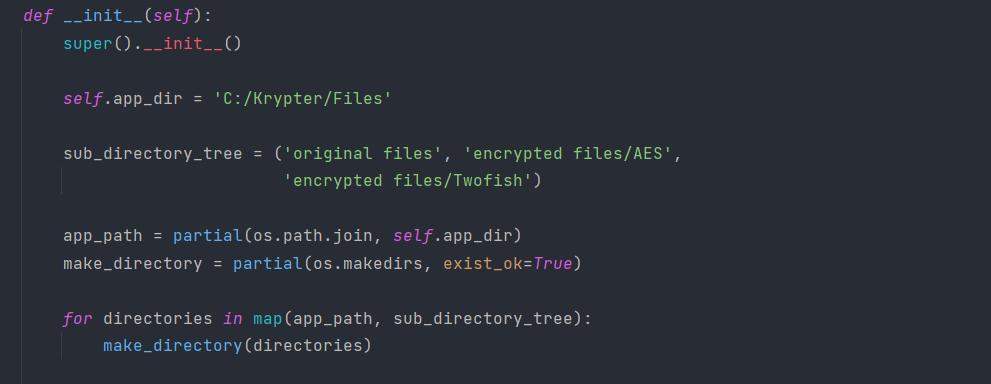 def __init__(self):
    super().__init__()
    self.app_dir = 'C:/Krypter/Files'
    sub_directory_tree = ('original files', 'encrypted files/AES',
                          'encrypted files/Twofish')
    app_path = partial(os.path.join, self.app_dir)
    make_directory = partial(os.makedirs, exist_ok=True)
    for directories in map(app_path, sub_directory_tree):
        make_directory(directories)